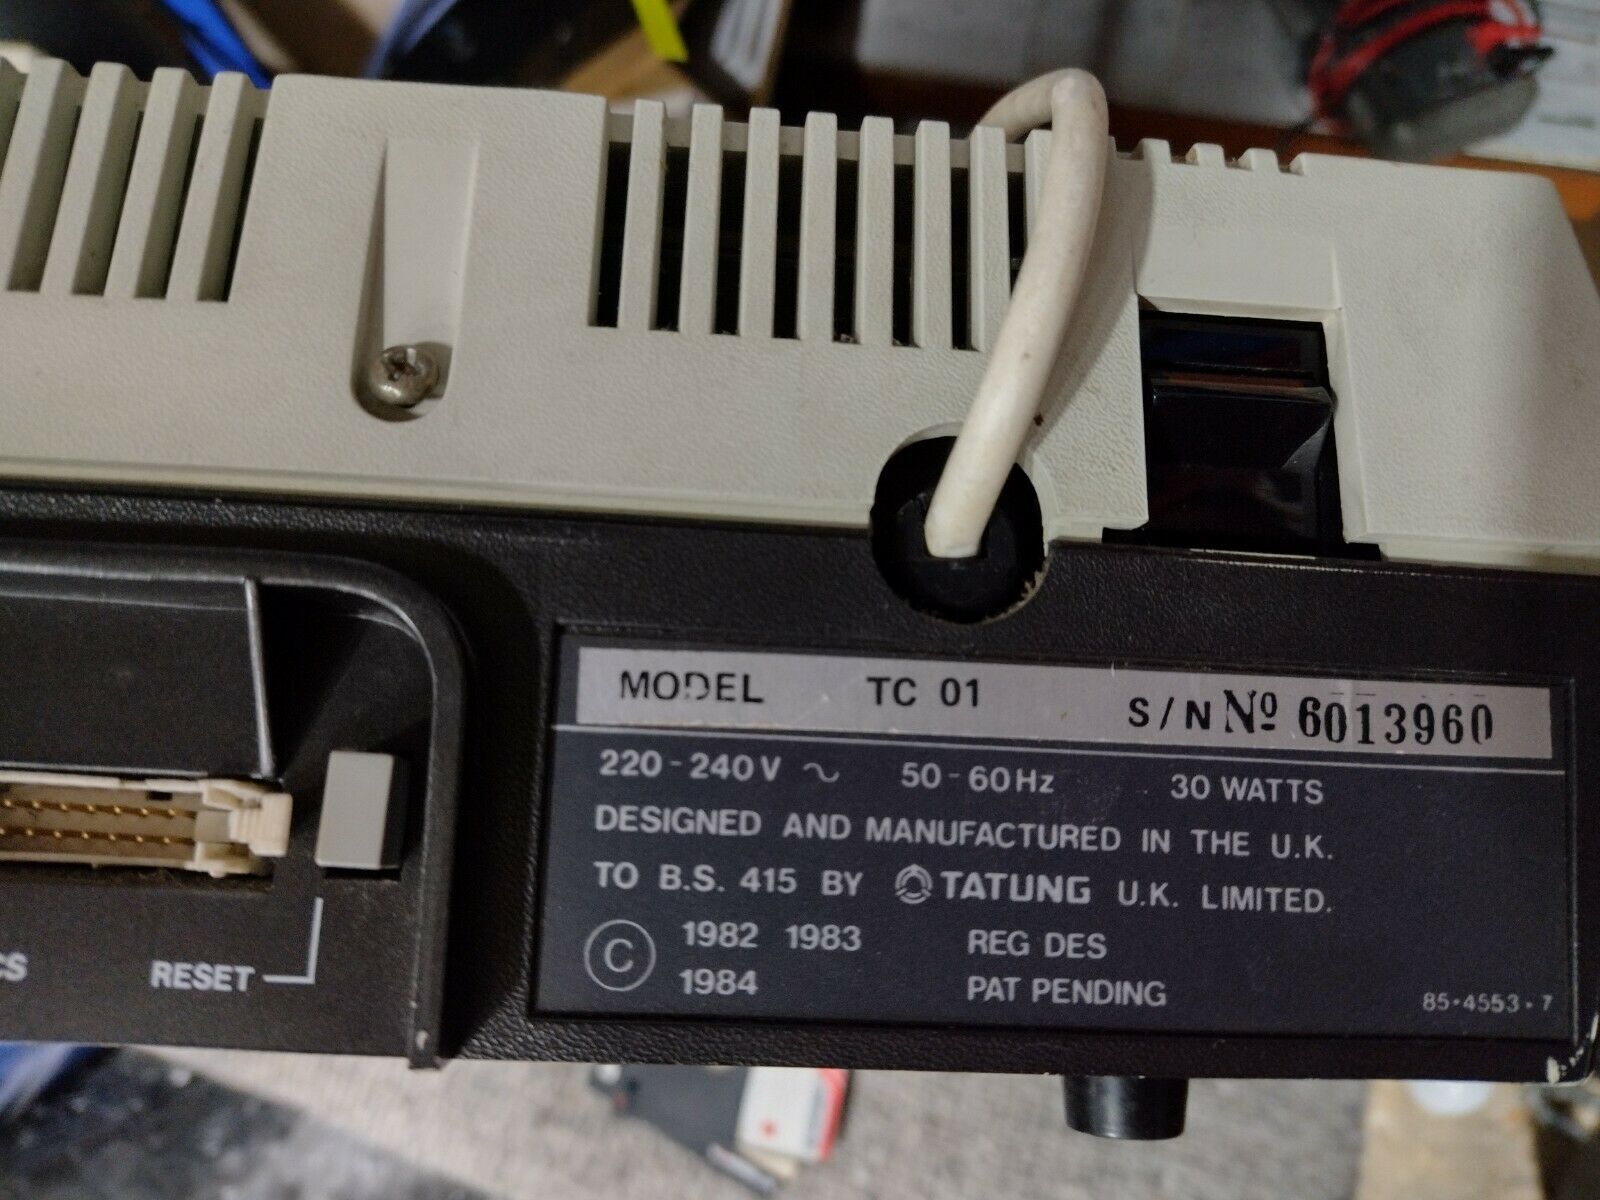 MODEL TC 01 S/N Nº 6013960
220-240V ~ 50-60Hz 30 WATTS
DESIGNED AND MANUFACTURED IN THE U.K.
TO B.S. 415 BY TATUNG U.K. LIMITED.
© 1982 1983 REG DES
1984 PAT PENDING
85·4553·7
CS
RESET